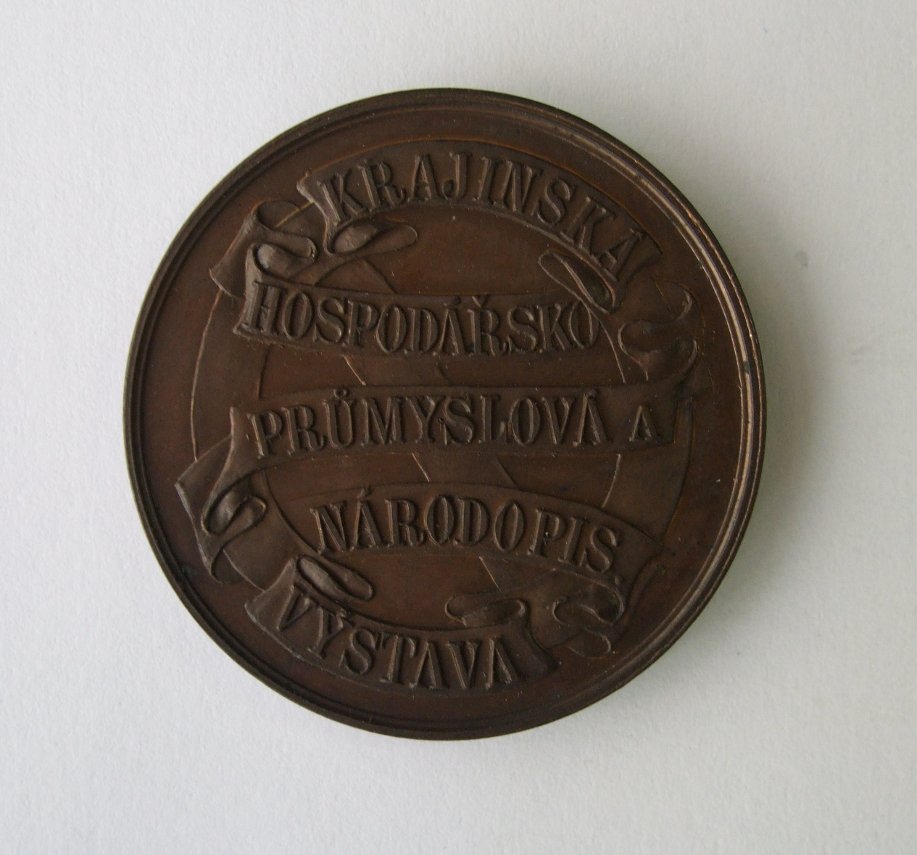 KRAJINSKÁ
HOSPODÁŘSKO
PRŮMYSLOVÁ A
NÁRODOPIS.
VÝSTAVA